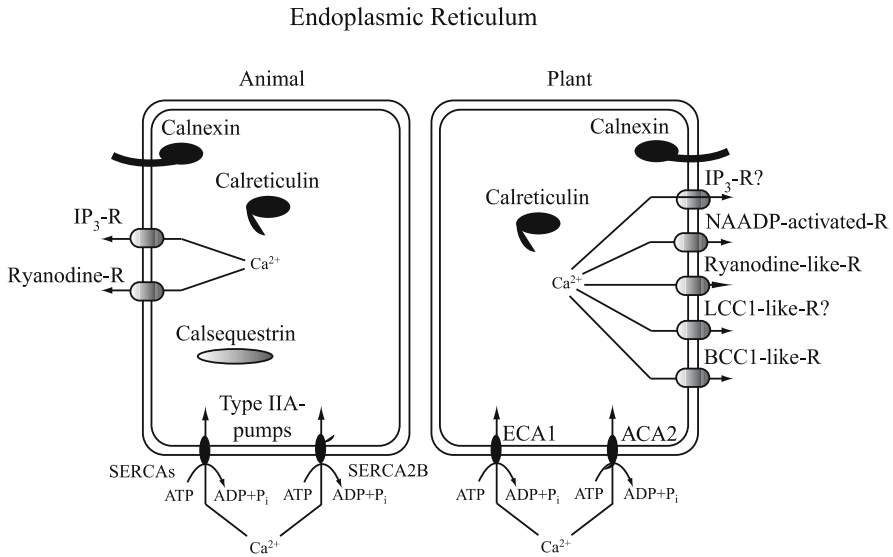 Endoplasmic Reticulum
Animal
Calnexin
Calreticulin
IP₃-R
Ryanodine-R
Ca²⁺
Calsequestrin
Type IIA-
pumps
SERCAs
SERCA2B
ATP
ADP+Pᵢ
ATP
ADP+Pᵢ
Ca²⁺
Plant
Calnexin
IP₃-R?
Calreticulin
NAADP-activated-R
Ryanodine-like-R
Ca²⁺
LCC1-like-R?
BCC1-like-R
ECA1
ACA2
ATP
ADP+Pᵢ
ATP
ADP+Pᵢ
Ca²⁺